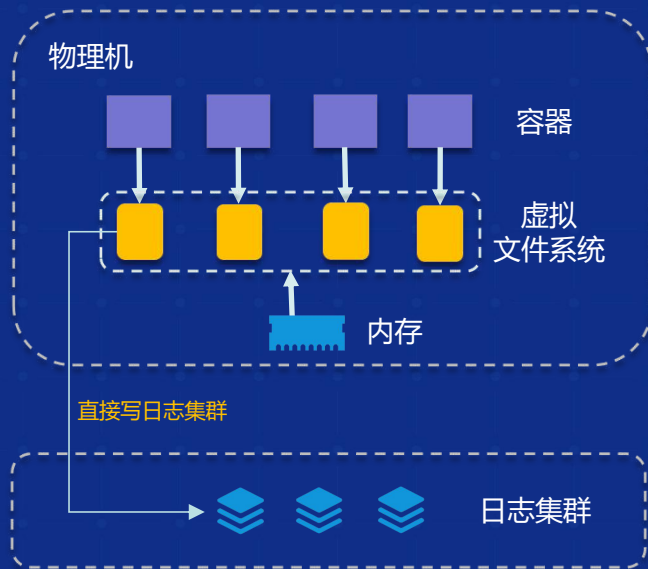 物理机
容器
虚拟
文件系统
内存
直接写日志集群
日志集群